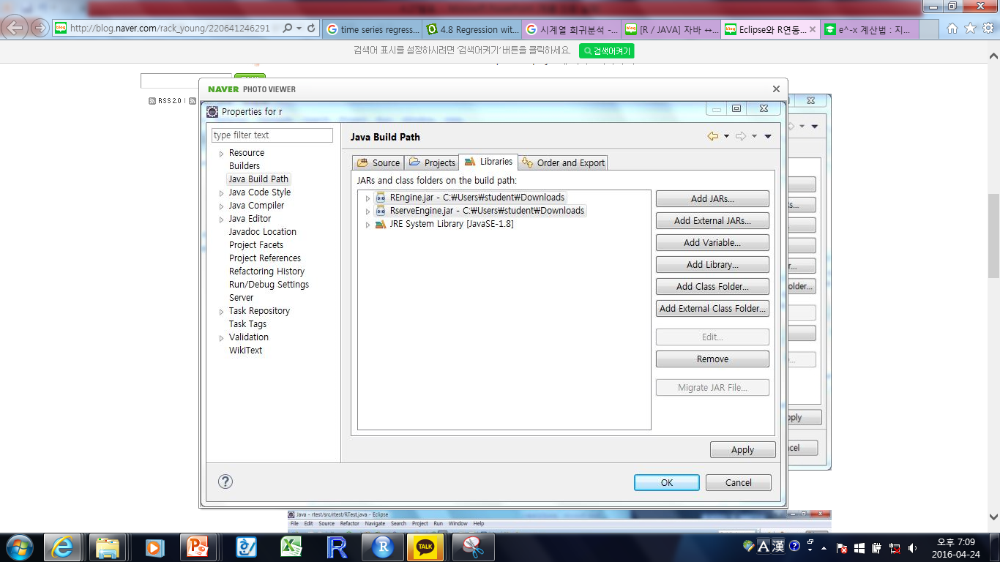 http://blog.naver.com/rack_young/220641246291
time series regress...
4.8 Regression wit...
시계열 회귀분석 -...
[R / JAVA] 자바 ↔...
Eclipse와 R연동...
e^-x 계산법 : 지...
검색어 표시를 설정하시려면 '검색어켜기' 버튼을 클릭하세요.
검색어켜기
RSS 2.0
NAVER PHOTO VIEWER
Properties for r
type filter text
Resource
Builders
Java Build Path
Java Code Style
Java Compiler
Java Editor
Javadoc Location
Project Facets
Project References
Refactoring History
Run/Debug Settings
Server
Task Repository
Task Tags
Validation
WikiText
Java Build Path
Source
Projects
Libraries
Order and Export
JARs and class folders on the build path:
REngine.jar - C:₩Users₩student₩Downloads
RserveEngine.jar - C:₩Users₩student₩Downloads
JRE System Library [JavaSE-1.8]
Add JARs...
Add External JARs...
Add Variable...
Add Library...
Add Class Folder...
Add External Class Folder...
Edit...
Remove
Migrate JAR File...
Apply
OK
Cancel
older...
pply
cel
Java - rtest/src/rtest/RTest.java - Eclipse
File Edit Source Refactor Navigate Search Project Run Window Help
TALK
A 漢
오후 7:09
2016-04-24